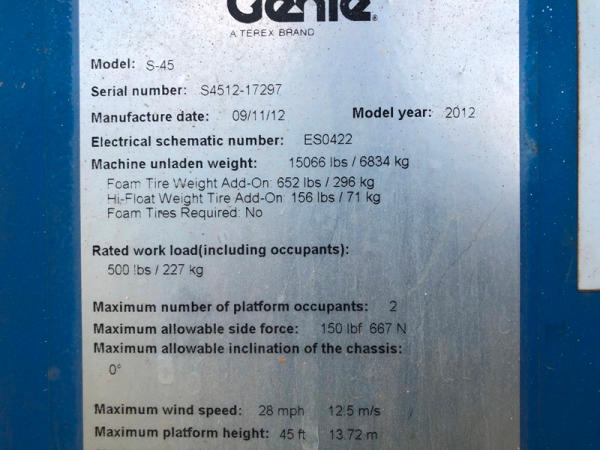 Genie®
A TEREX BRAND
Model: S-45
Serial number: S4512-17297
Manufacture date: 09/11/12 Model year: 2012
Electrical schematic number: ES0422
Machine unladen weight: 15066 lbs / 6834 kg
Foam Tire Weight Add-On: 652 lbs / 296 kg
Hi-Float Weight Tire Add-On: 156 lbs / 71 kg
Foam Tires Required: No
Rated work load(including occupants):
500 lbs / 227 kg
Maximum number of platform occupants: 2
Maximum allowable side force: 150 lbf 667 N
Maximum allowable inclination of the chassis:
0°
Maximum wind speed: 28 mph 12.5 m/s
Maximum platform height: 45 ft 13.72 m